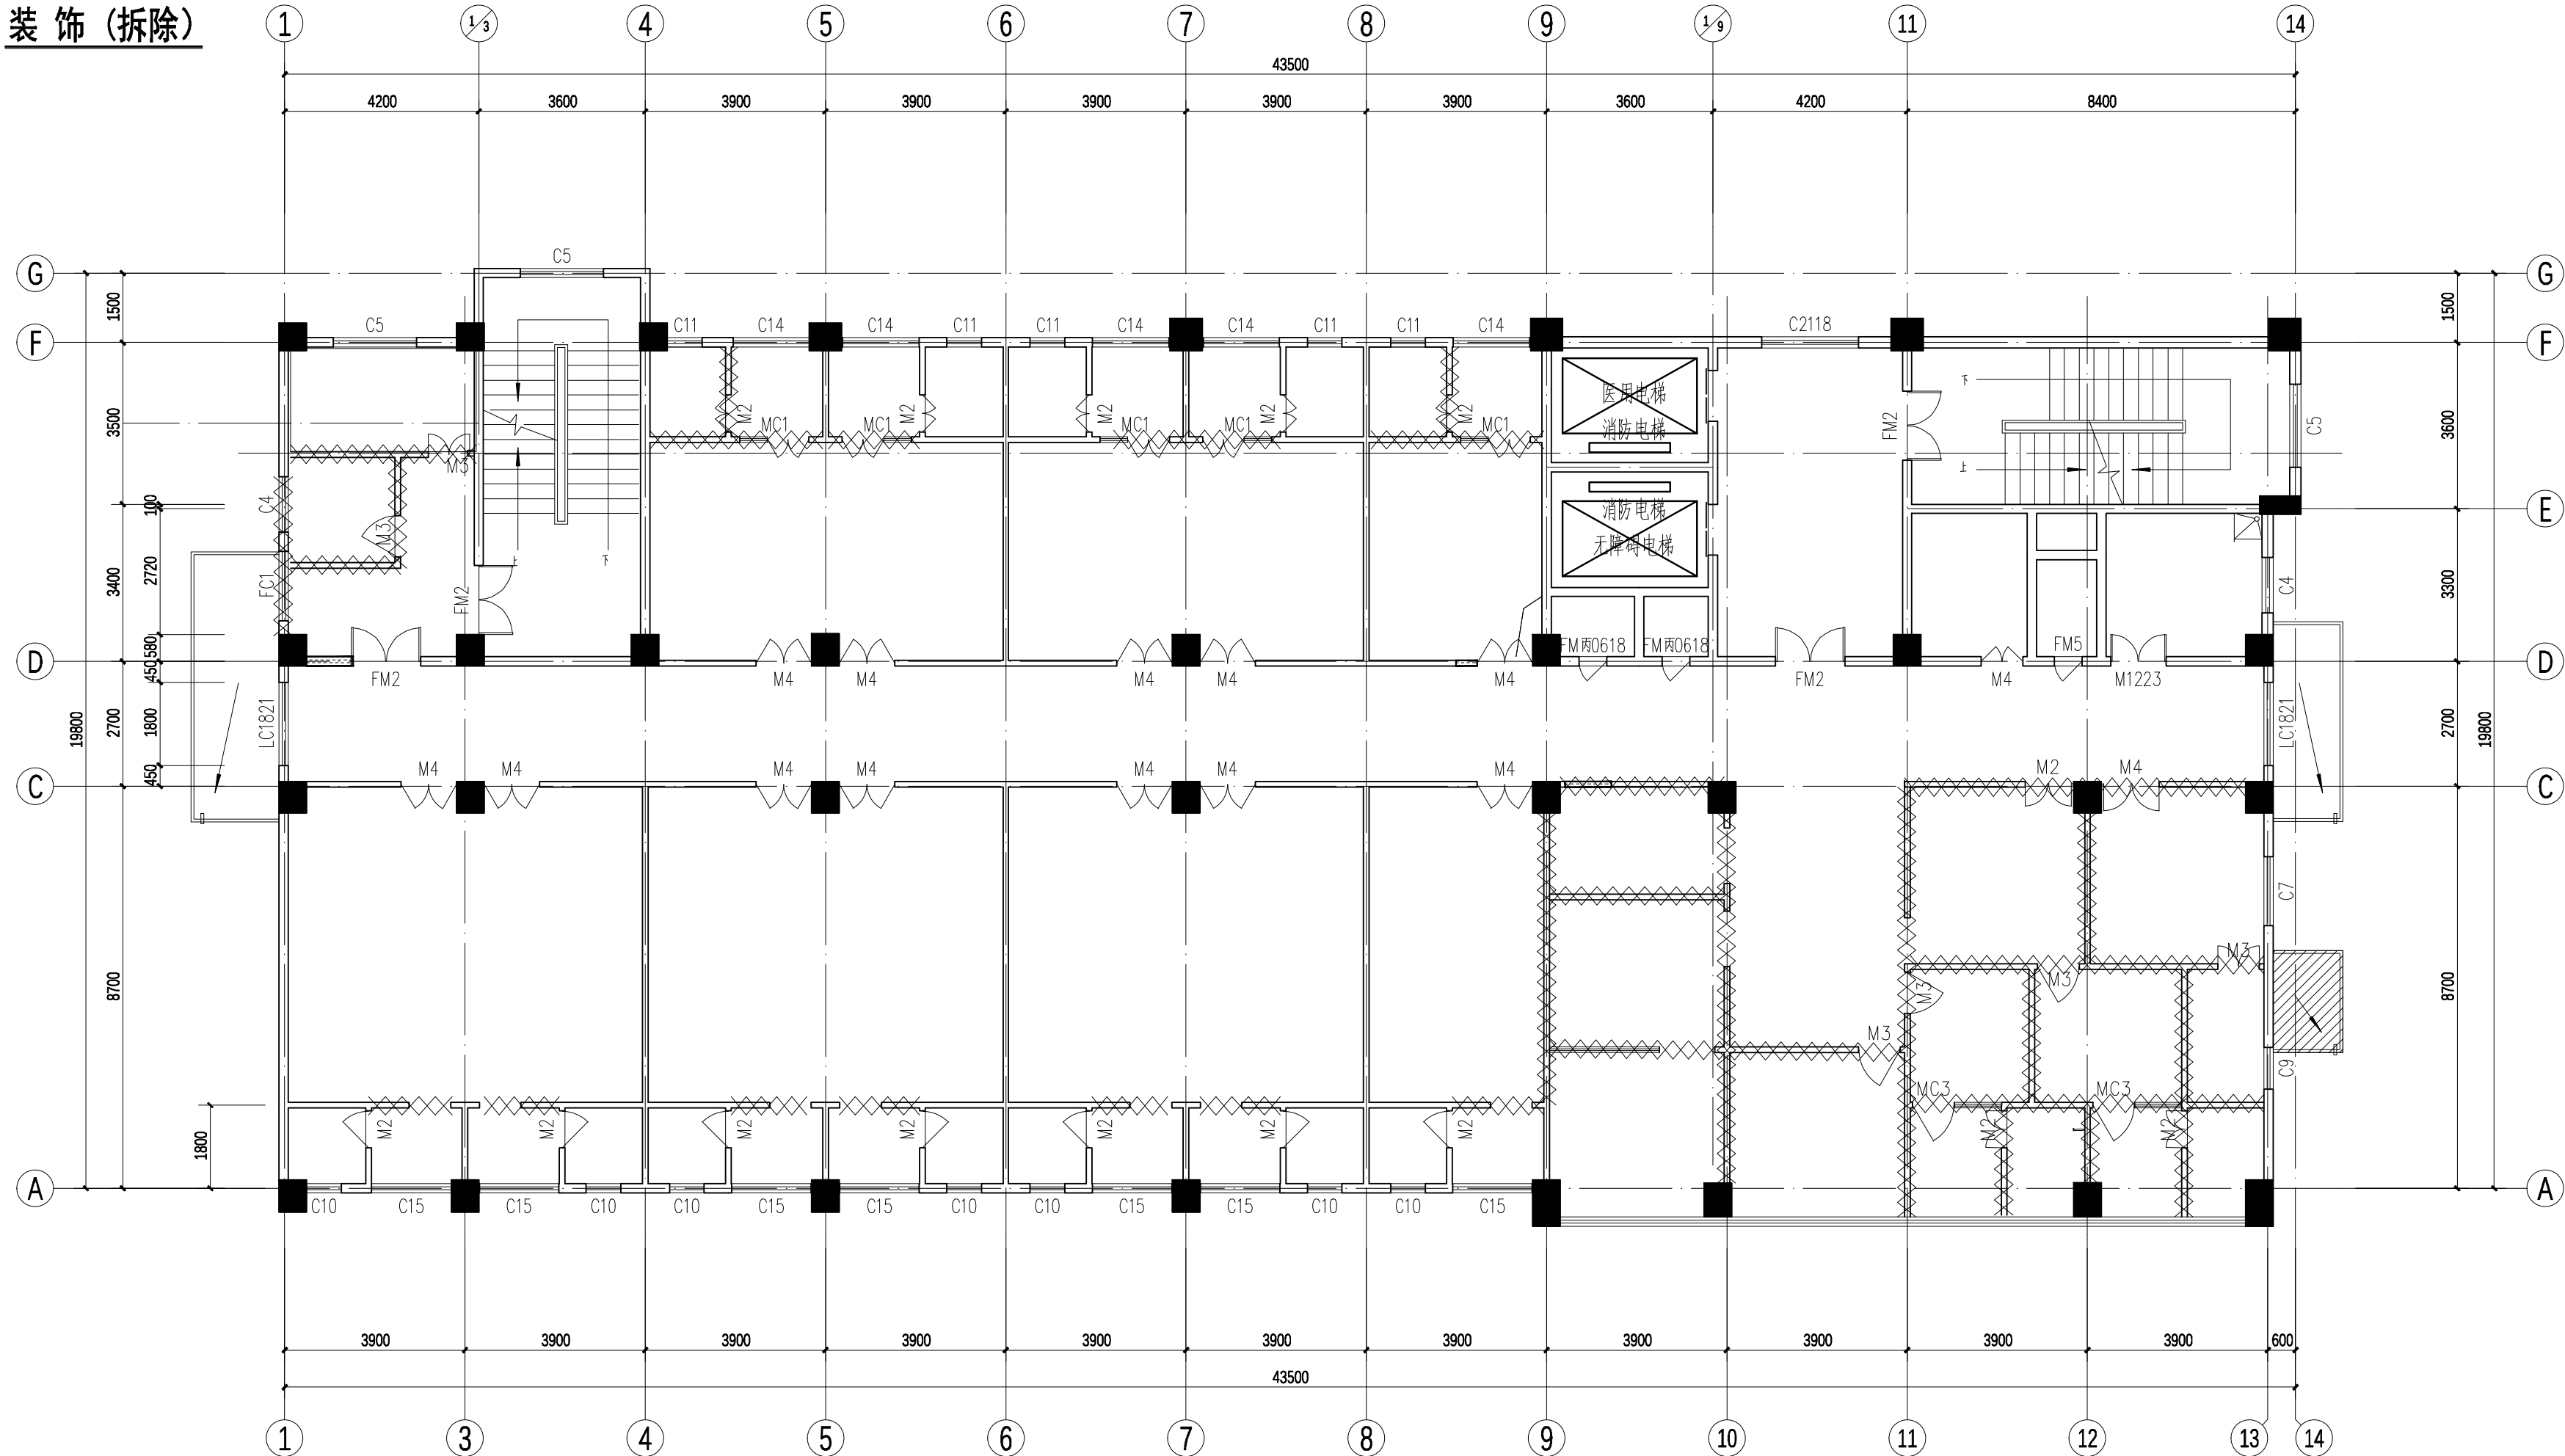 装 饰 (拆除)
1 1/3 4 5 6 7 8 9 1/9 11 14
43500
4200 3600 3900 3900 3900 3900 3900 3600 4200 8400
C5
G G
1500 1500
C5 C11 C14 C14 C11 C11 C14 C14 C11 C11 C14 C2118
F F
医用电梯
下
M2 M2 M2 M2 M2
3500 MC1 MC1 MC1 MC1 MC1 消防电梯 FM2 3600 C5
M3 上
100 C4 消防电梯
E
M3 无障碍电梯
3400 2720 FC1 上 下 C4 3300
FM2
580 FM丙0618 FM丙0618 FM5
D D
450 FM2 M4 M4 M4 M4 M4 FM2 M4 M1223
19800 2700 1800 LC1821 LC1821 2700 19800
450 M4 M4 M4 M4 M4 M4 M4 M2 M4
C C
C7
M3
M3 M3
8700 8700
M3
C9
MC3 MC3
1800 M2 M2 M2 M2 M2 M2 M2 M2 M2
A A
C10 C15 C15 C10 C10 C15 C15 C10 C10 C15 C15 C10 C10 C15
3900 3900 3900 3900 3900 3900 3900 3900 3900 3900 3900 600
43500
1 3 4 5 6 7 8 9 10 11 12 13 14